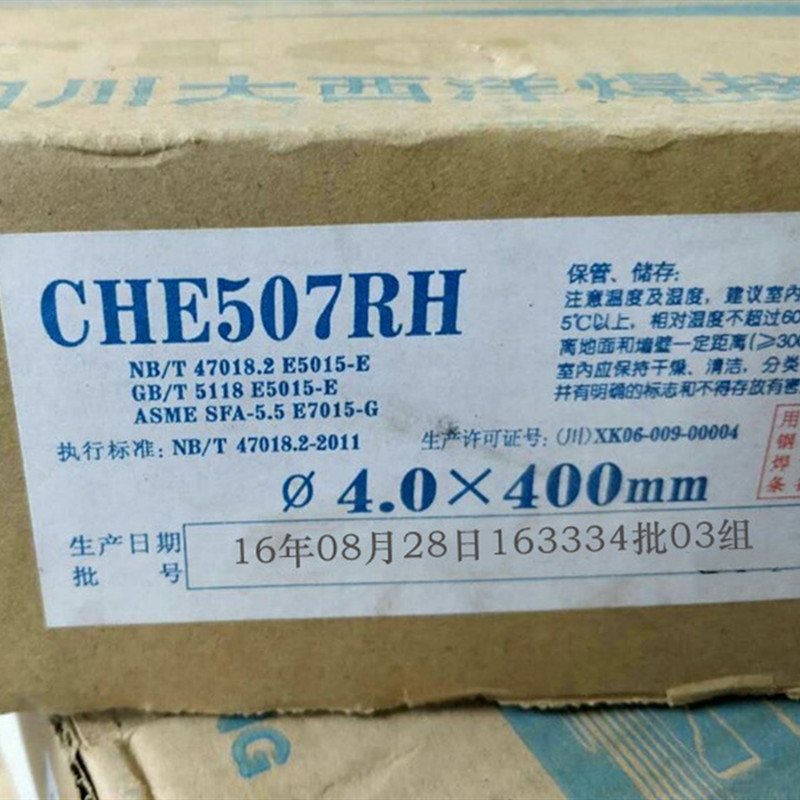 川大西洋焊接
CHE507RH
NB/T 47018.2 E5015-E
GB/T 5118 E5015-E
ASME SFA-5.5 E7015-G
执行标准: NB/T 47018.2-2011
生产许可证号: (川)XK06-009-00004
ø 4.0×400mm
生产日期
批 号
16年08月28日163334批03组
保管、储存:
注意温度及湿度，建议室内
5℃以上，相对湿度不超过60
离地面和墙壁一定距离(≥300
室内应保持干燥、清洁，分类
并有明确的标志和不得存放有害
用
钢
焊
条
NG